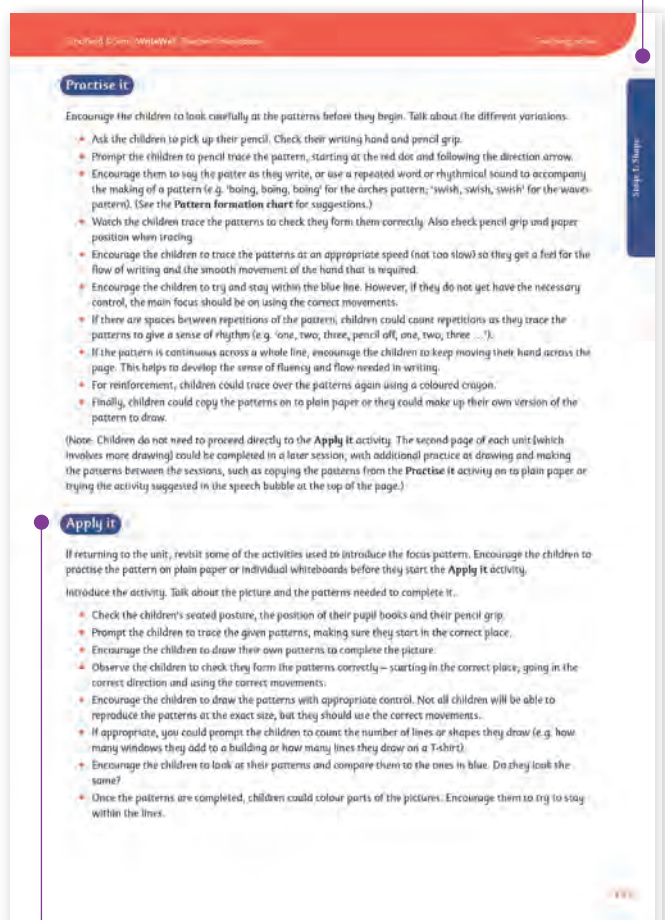 Practise it
Encourage the children to look carefully at the patterns before they begin. Talk about the different variations.
• Ask the children to pick up their pencil. Check their writing hand and pencil grip.
• Prompt the children to pencil trace the pattern, starting at the red dot and following the direction arrow.
• Encourage them to say the patter as they write, or use a repeated word or rhythmical sound to accompany
the making of a pattern (e.g. 'boing, boing, boing' for the arches pattern; 'swish, swish, swish' for the waves
pattern). (See the Pattern formation chart for suggestions.)
• Watch the children trace the patterns to check they form them correctly. Also check pencil grip and paper
position when tracing.
• Encourage the children to trace the patterns at an appropriate speed (not too slow) so they get a feel for the
flow of writing and the smooth movement of the hand that is required.
• Encourage the children to try and stay within the blue line. However, if they do not yet have the necessary
control, the main focus should be on using the correct movements.
• If there are spaces between repetitions of the pattern, children could count repetitions as they trace the
patterns to give a sense of rhythm (e.g. 'one, two, three, pencil off, one, two, three ...').
• If the pattern is continuous across a whole line, encourage the children to keep moving their hand across the
page. This helps to develop the sense of fluency and flow needed in writing.
• For reinforcement, children could trace over the patterns again using a coloured crayon.
• Finally, children could copy the patterns on to plain paper or they could make up their own version of the
pattern to draw.
(Note: Children do not need to proceed directly to the Apply it activity. The second page of each unit (which
involves more drawing) could be completed in a later session, with additional practice at drawing and making
the patterns between the sessions, such as copying the patterns from the Practise it activity on to plain paper or
trying the activity suggested in the speech bubble at the top of the page.)
Apply it
If returning to the unit, revisit some of the activities used to introduce the focus pattern. Encourage the children to
practise the pattern on plain paper or individual whiteboards before they start the Apply it activity.
Introduce the activity. Talk about the picture and the patterns needed to complete it.
• Check the children's seated posture, the position of their pupil books and their pencil grip.
• Prompt the children to trace the given patterns, making sure they start in the correct place.
• Encourage the children to draw their own patterns to complete the picture.
• Observe the children to check they form the patterns correctly – starting in the correct place, going in the
correct direction and using the correct movements.
• Encourage the children to draw the patterns with appropriate control. Not all children will be able to
reproduce the patterns at the exact size, but they should use the correct movements.
• If appropriate, you could prompt the children to count the number of lines or shapes they draw (e.g. how
many windows they add to a building or how many lines they draw on a T-shirt).
• Encourage the children to look at their patterns and compare them to the ones in blue. Do they look the
same?
• Once the patterns are completed, children could colour parts of the pictures. Encourage them to try to stay
within the lines.
Stage 1: Shape